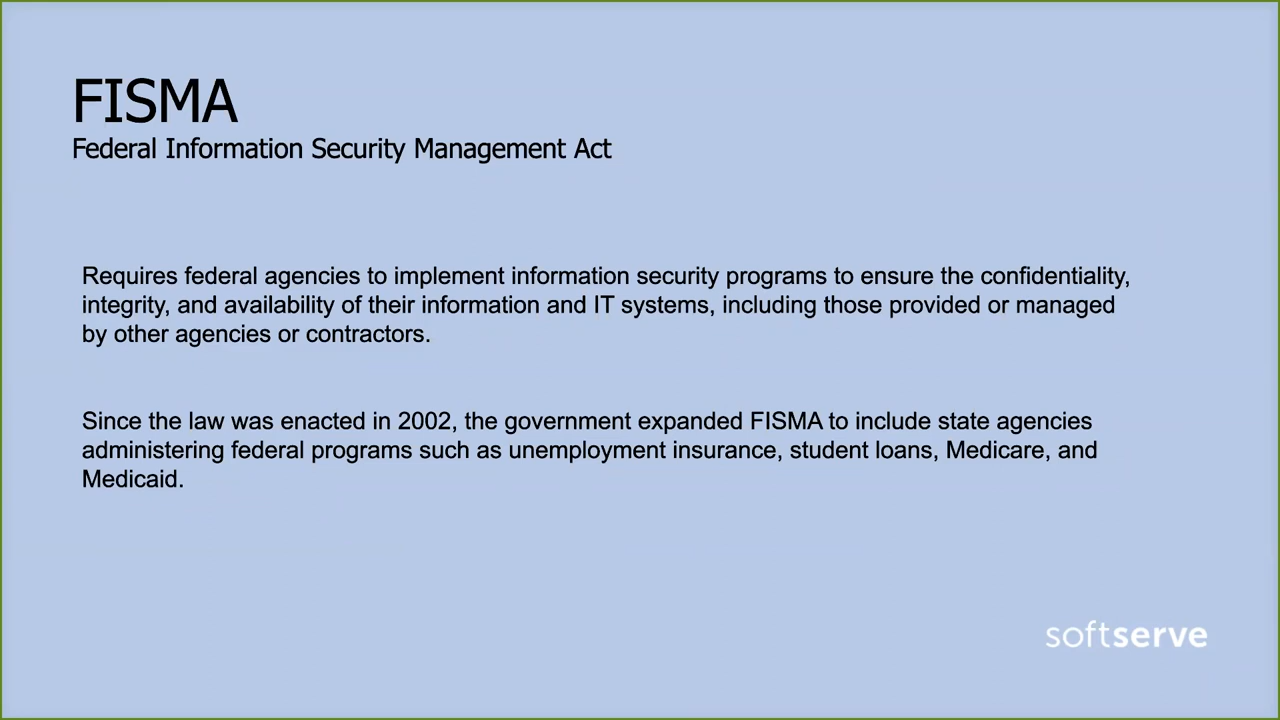 FISMA
Federal Information Security Management Act
Requires federal agencies to implement information security programs to ensure the confidentiality,
integrity, and availability of their information and IT systems, including those provided or managed
by other agencies or contractors.
Since the law was enacted in 2002, the government expanded FISMA to include state agencies
administering federal programs such as unemployment insurance, student loans, Medicare, and
Medicaid.
softserve